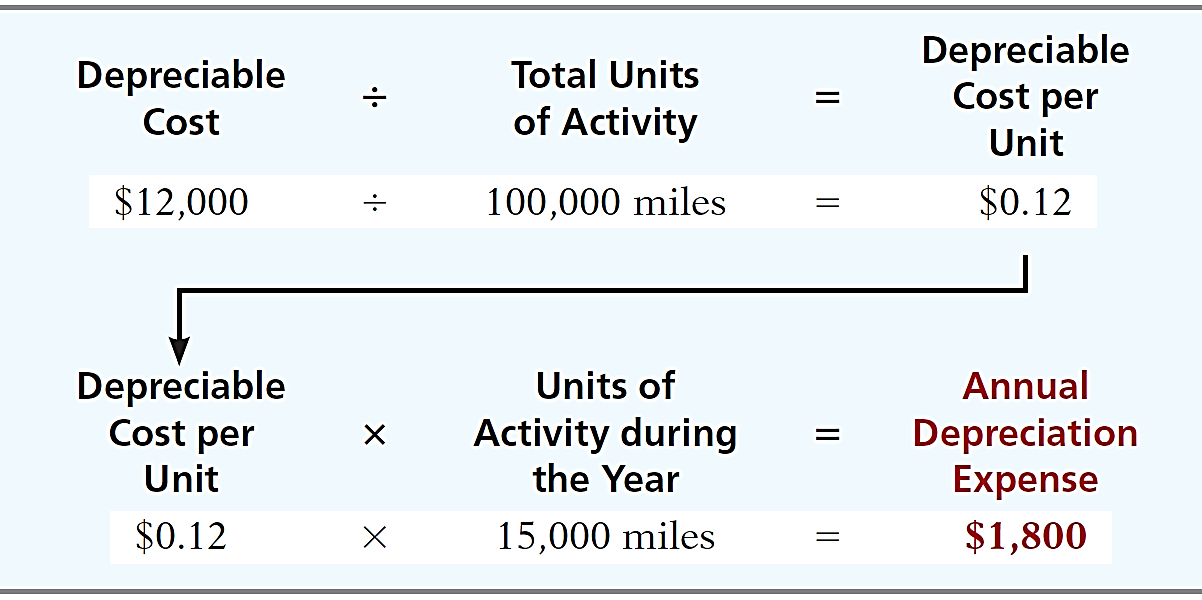 Depreciable
Cost
÷
Total Units
of Activity
=
Depreciable
Cost per
Unit
$12,000 ÷ 100,000 miles = $0.12
Depreciable
Cost per
Unit
×
Units of
Activity during
the Year
=
Annual
Depreciation
Expense
$0.12 × 15,000 miles = $1,800